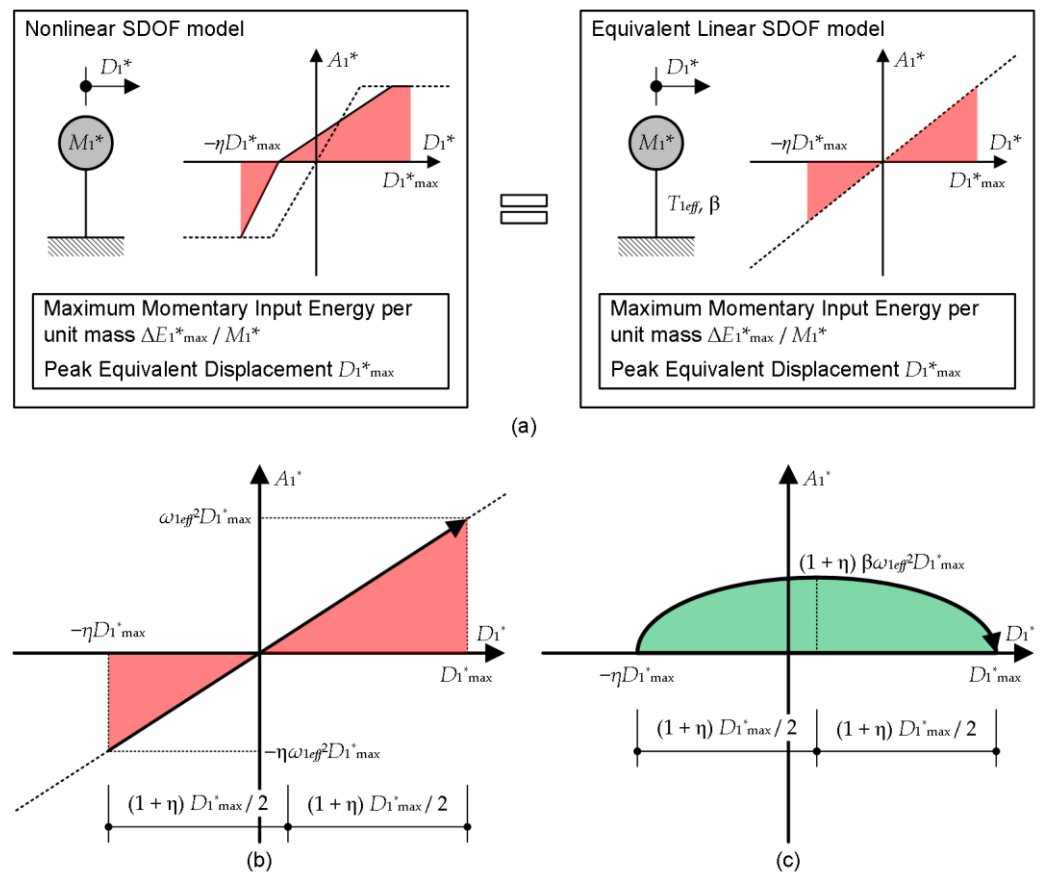 Nonlinear SDOF model
D₁*
A₁*
M₁*
−ηD₁*max
D₁*
D₁*max
Maximum Momentary Input Energy per
unit mass ΔE₁*max / M₁*
Peak Equivalent Displacement D₁*max
=
Equivalent Linear SDOF model
D₁*
A₁*
M₁*
−ηD₁*max
D₁*
D₁*max
T₁eff, β
Maximum Momentary Input Energy per
unit mass ΔE₁*max / M₁*
Peak Equivalent Displacement D₁*max
(a)
A₁*
ω₁eff²D₁*max
−ηD₁*max
D₁*
D₁*max
−ηω₁eff²D₁*max
(1 + η) D₁*max / 2
(1 + η) D₁*max / 2
(b)
A₁*
(1 + η) βω₁eff²D₁*max
D₁*
−ηD₁*max
D₁*max
(1 + η) D₁*max / 2
(1 + η) D₁*max / 2
(c)